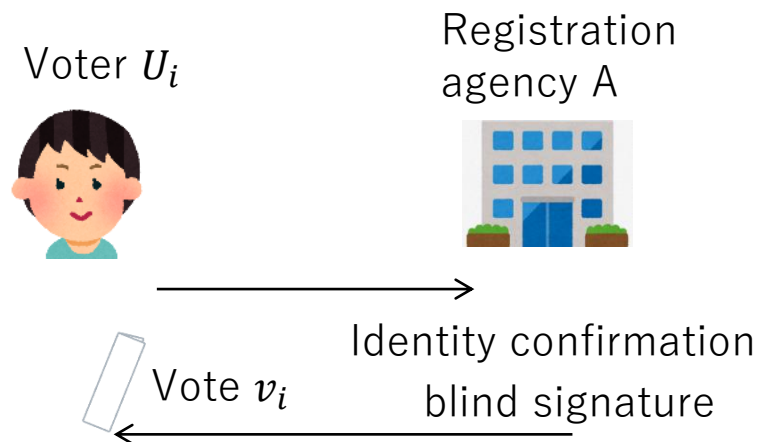 Voter 𝑈𝑖
Registration
agency A
Identity confirmation
Vote 𝒗𝑖
blind signature